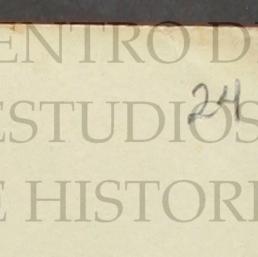 ENTRO D
ESTUDIOS
E HISTORI
24